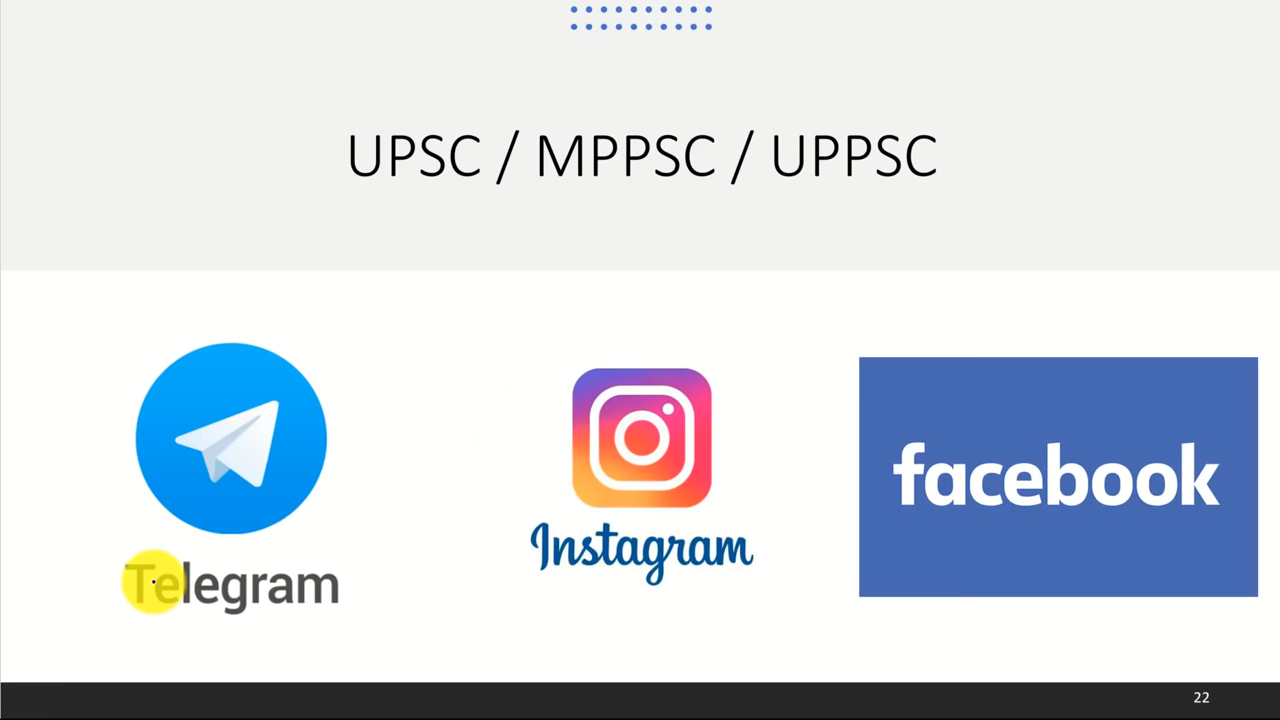 UPSC / MPPSC / UPPSC
Telegram
Instagram
facebook
22